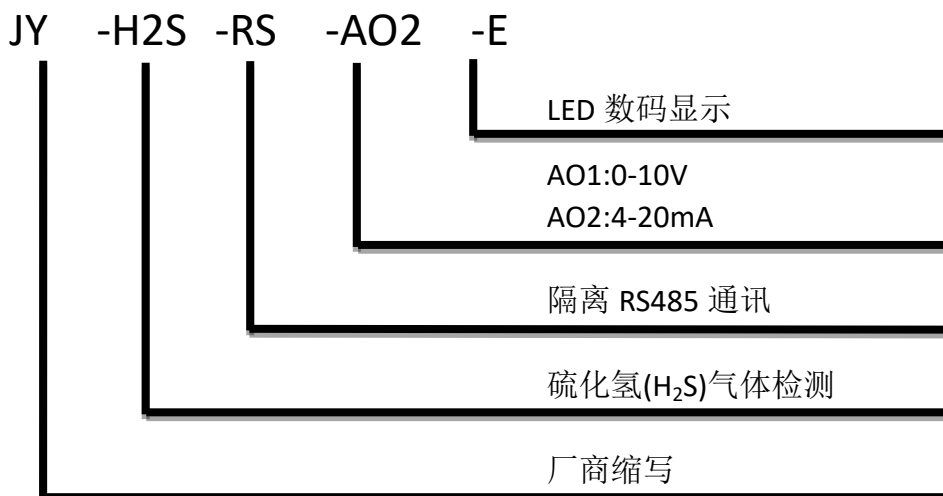 JY -H2S -RS -AO2 -E
LED 数码显示
AO1:0-10V
AO2:4-20mA
隔离 RS485 通讯
硫化氢(H₂S)气体检测
厂商缩写